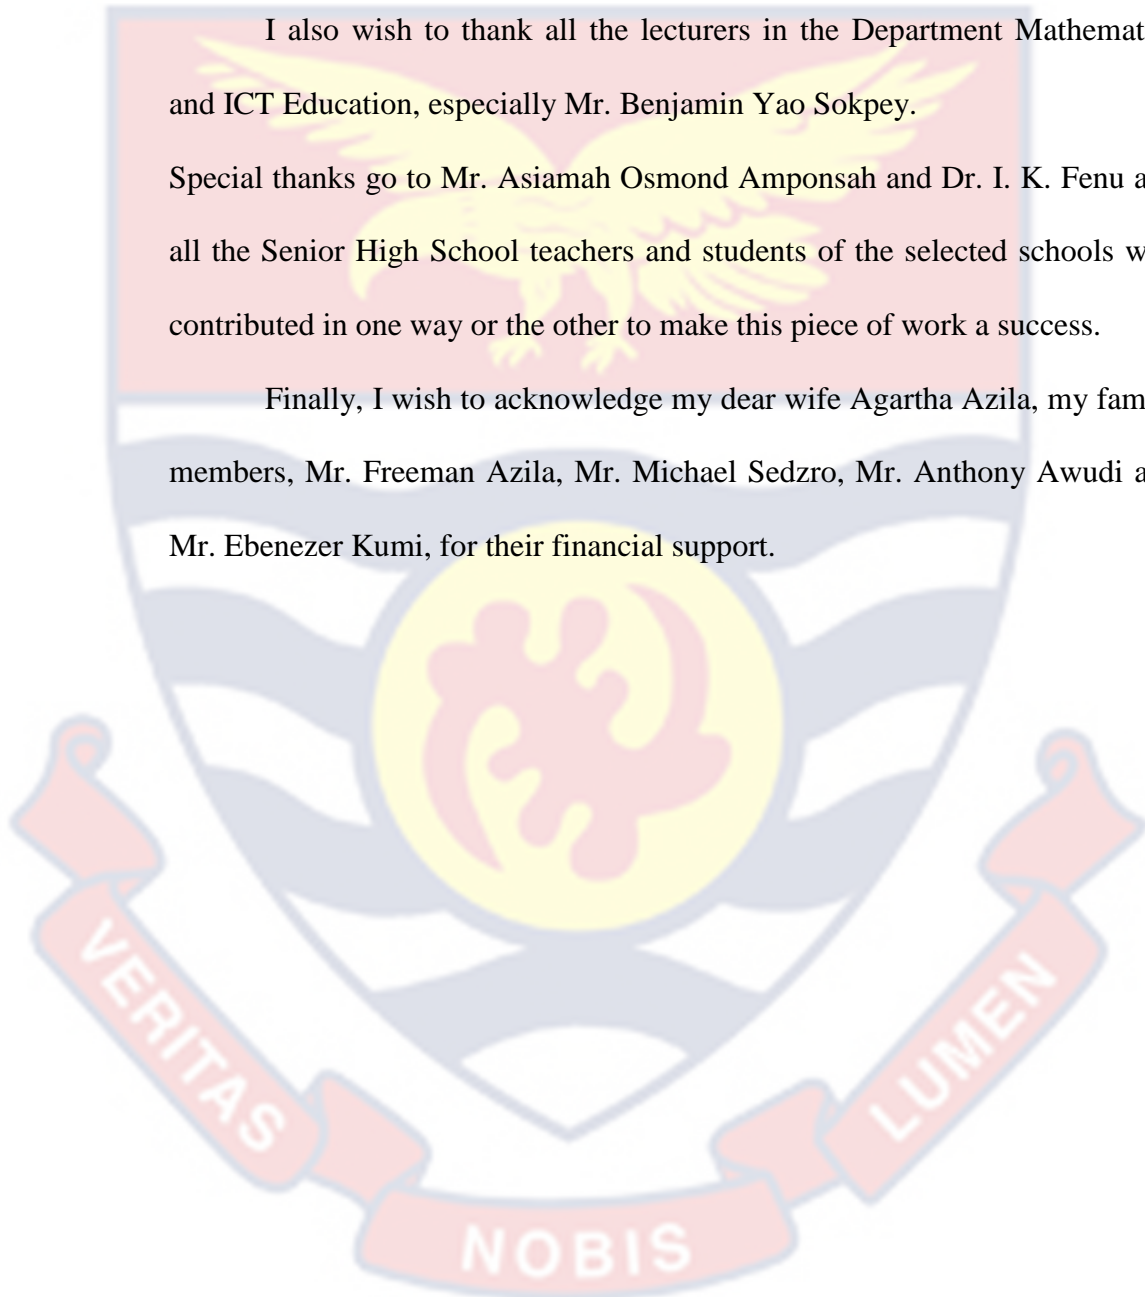 I also wish to thank all the lecturers in the Department Mathemat
and ICT Education, especially Mr. Benjamin Yao Sokpey.
Special thanks go to Mr. Asiamah Osmond Amponsah and Dr. I. K. Fenu a
all the Senior High School teachers and students of the selected schools w
contributed in one way or the other to make this piece of work a success.
Finally, I wish to acknowledge my dear wife Agartha Azila, my fam
members, Mr. Freeman Azila, Mr. Michael Sedzro, Mr. Anthony Awudi a
Mr. Ebenezer Kumi, for their financial support.
VERITAS
NOBIS
LUMEN